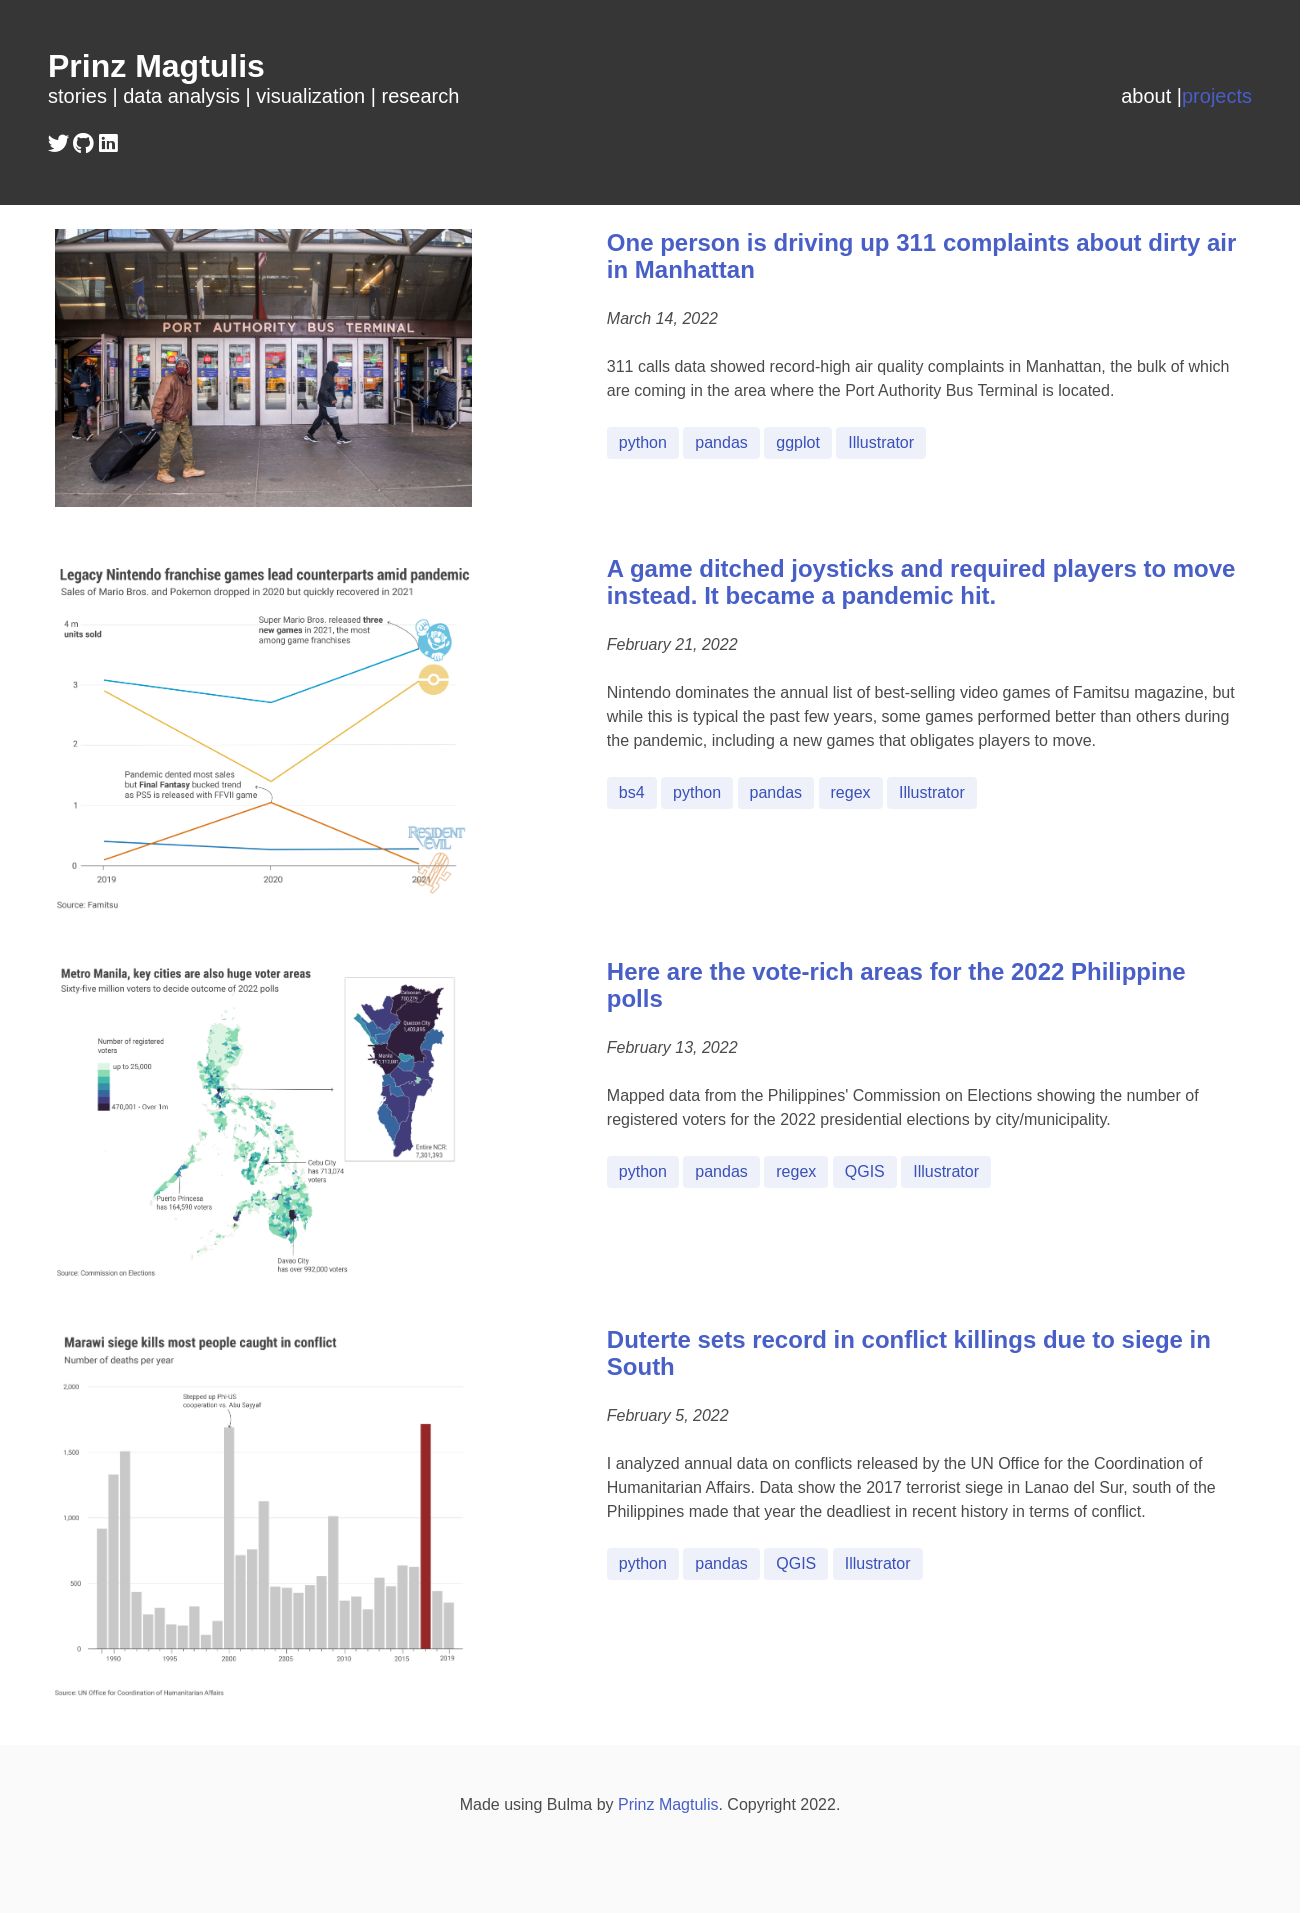 Prinz Magtulis
stories | data analysis | visualization | research
about |projects
PORT AUTHORITY BUS TERMINAL
One person is driving up 311 complaints about dirty air
in Manhattan
March 14, 2022
311 calls data showed record-high air quality complaints in Manhattan, the bulk of which
are coming in the area where the Port Authority Bus Terminal is located.
python pandas ggplot Illustrator
Legacy Nintendo franchise games lead counterparts amid pandemic
Sales of Mario Bros. and Pokemon dropped in 2020 but quickly recovered in 2021
4 m
units sold
Super Mario Bros. released three
new games in 2021, the most
among game franchises
3
2
Pandemic dented most sales
but Final Fantasy bucked trend
as PS5 is released with FFVII game
1
RESIDENT
EVIL
0
2019 2020 2021
Source: Famitsu
A game ditched joysticks and required players to move
instead. It became a pandemic hit.
February 21, 2022
Nintendo dominates the annual list of best-selling video games of Famitsu magazine, but
while this is typical the past few years, some games performed better than others during
the pandemic, including a new games that obligates players to move.
bs4 python pandas regex Illustrator
Metro Manila, key cities are also huge voter areas
Sixty-five million voters to decide outcome of 2022 polls
Number of registered
voters
up to 25,000
470,001 - Over 1m
Caloocan
Quezon City
1,403,895
Manila
Entire NCR:
7,301,393
Cebu City
has 713,074
voters
Puerto Princesa
has 164,590 voters
Davao City
has over 992,000 voters
Source: Commission on Elections
Here are the vote-rich areas for the 2022 Philippine
polls
February 13, 2022
Mapped data from the Philippines' Commission on Elections showing the number of
registered voters for the 2022 presidential elections by city/municipality.
python pandas regex QGIS Illustrator
Marawi siege kills most people caught in conflict
Number of deaths per year
2,000
Stepped up Phl-US
cooperation vs. Abu Sayyaf
1,500
1,000
500
0
1990 1995 2000 2005 2010 2015 2019
Source: UN Office for Coordination of Humanitarian Affairs
Duterte sets record in conflict killings due to siege in
South
February 5, 2022
I analyzed annual data on conflicts released by the UN Office for the Coordination of
Humanitarian Affairs. Data show the 2017 terrorist siege in Lanao del Sur, south of the
Philippines made that year the deadliest in recent history in terms of conflict.
python pandas QGIS Illustrator
Made using Bulma by Prinz Magtulis. Copyright 2022.